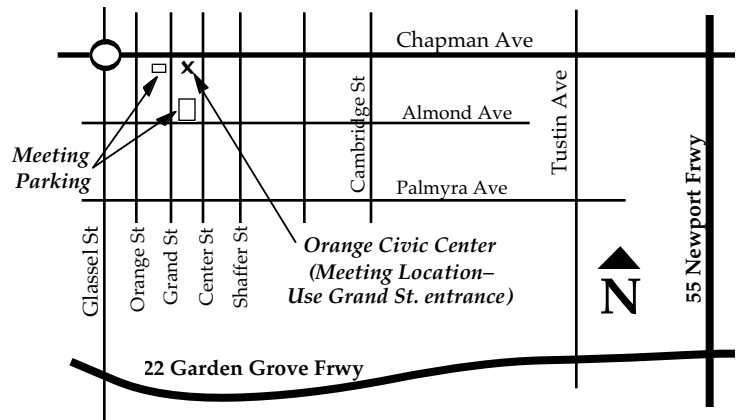 Chapman Ave
Almond Ave
Palmyra Ave
Meeting
Parking
Cambridge St
Tustin Ave
55 Newport Frwy
Glassel St
Orange St
Grand St
Center St
Shaffer St
Orange Civic Center
(Meeting Location–
Use Grand St. entrance)
N
22 Garden Grove Frwy